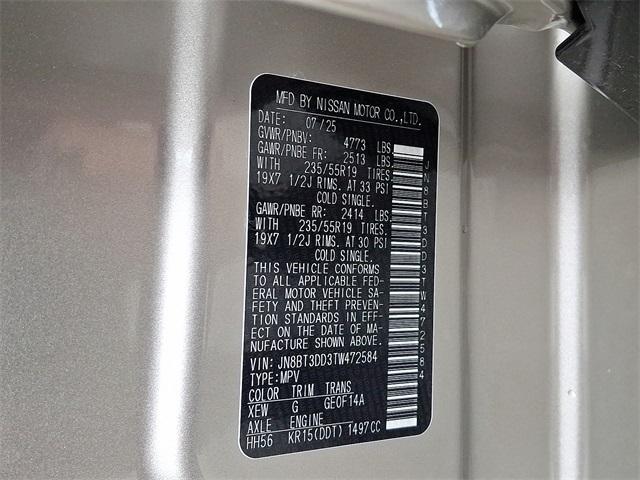 MFD BY NISSAN MOTOR CO.,LTD.
DATE: 07/25
GVWR/PNBV: 4773 LBS
GAWR/PNBE FR: 2513 LBS
WITH 235/55R19 TIRES.
19X7 1/2J RIMS. AT 33 PSI
COLD SINGLE.
GAWR/PNBE RR: 2414 LBS
WITH 235/55R19 TIRES.
19X7 1/2J RIMS. AT 30 PSI
COLD SINGLE.
THIS VEHICLE CONFORMS
TO ALL APPLICABLE FED-
ERAL MOTOR VEHICLE SA-
FETY AND THEFT PREVEN-
TION STANDARDS IN EFF-
ECT ON THE DATE OF MA-
NUFACTURE SHOWN ABOVE.
VIN: JN8BT3DD3TW472584
TYPE:MPV
COLOR TRIM TRANS
XEW G GEOF14A
AXLE ENGINE
HH56 KR15(DDT) 1497CC
JN8BT3DD3TW472584